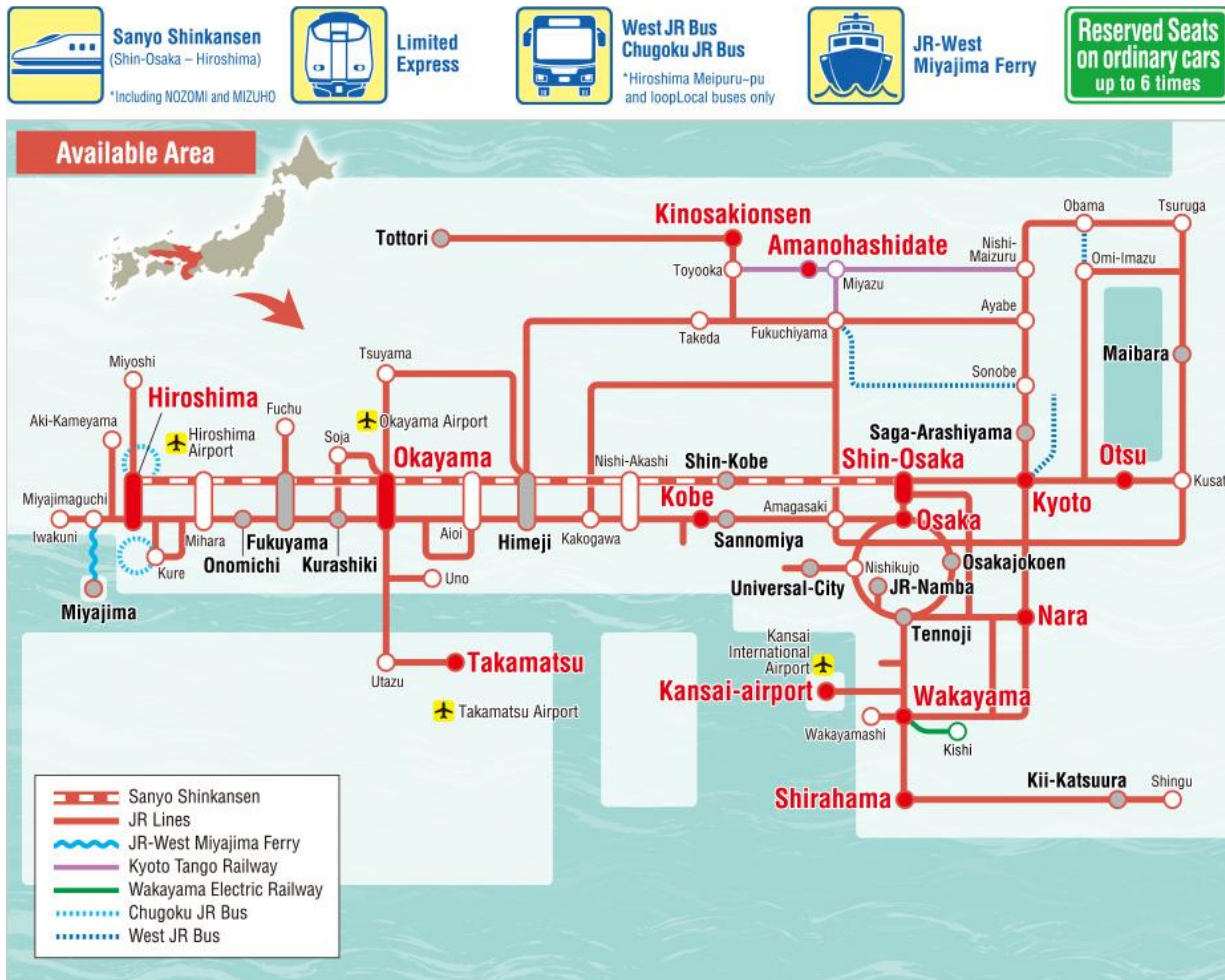 Sanyo Shinkansen
(Shin-Osaka – Hiroshima)
*Including NOZOMI and MIZUHO
Limited
Express
West JR Bus
Chugoku JR Bus
*Hiroshima Meipuru~pu
and loopLocal buses only
JR-West
Miyajima Ferry
Reserved Seats
on ordinary cars
up to 6 times
Available Area
Kinosakionsen
Obama
Tsuruga
Tottori
Amanohashidate
Nishi-
Maizuru
Toyooka
Omi-Imazu
Miyazu
Takeda
Fukuchiyama
Ayabe
Maibara
Miyoshi
Tsuyama
Sonobe
Hiroshima
Fuchu
Aki-Kameyama
Okayama Airport
Hiroshima
Airport
Soja
Saga-Arashiyama
Okayama
Nishi-Akashi
Shin-Kobe
Shin-Osaka
Otsu
Kusat
Kobe
Kyoto
Miyajimaguchi
Amagasaki
Iwakuni
Mihara
Fukuyama
Aioi
Himeji
Kakogawa
Sannomiya
Osaka
Onomichi
Kurashiki
Kure
Uno
Nishikujo
Osakajokoen
Universal-City
JR-Namba
Miyajima
Tennoji
Nara
Kansai
International
Airport
Utazu
Takamatsu
Kansai-airport
Wakayama
Takamatsu Airport
Wakayamashi
Kishi
Shirahama
Kii-Katsuura
Shingu
Sanyo Shinkansen
JR Lines
JR-West Miyajima Ferry
Kyoto Tango Railway
Wakayama Electric Railway
Chugoku JR Bus
West JR Bus